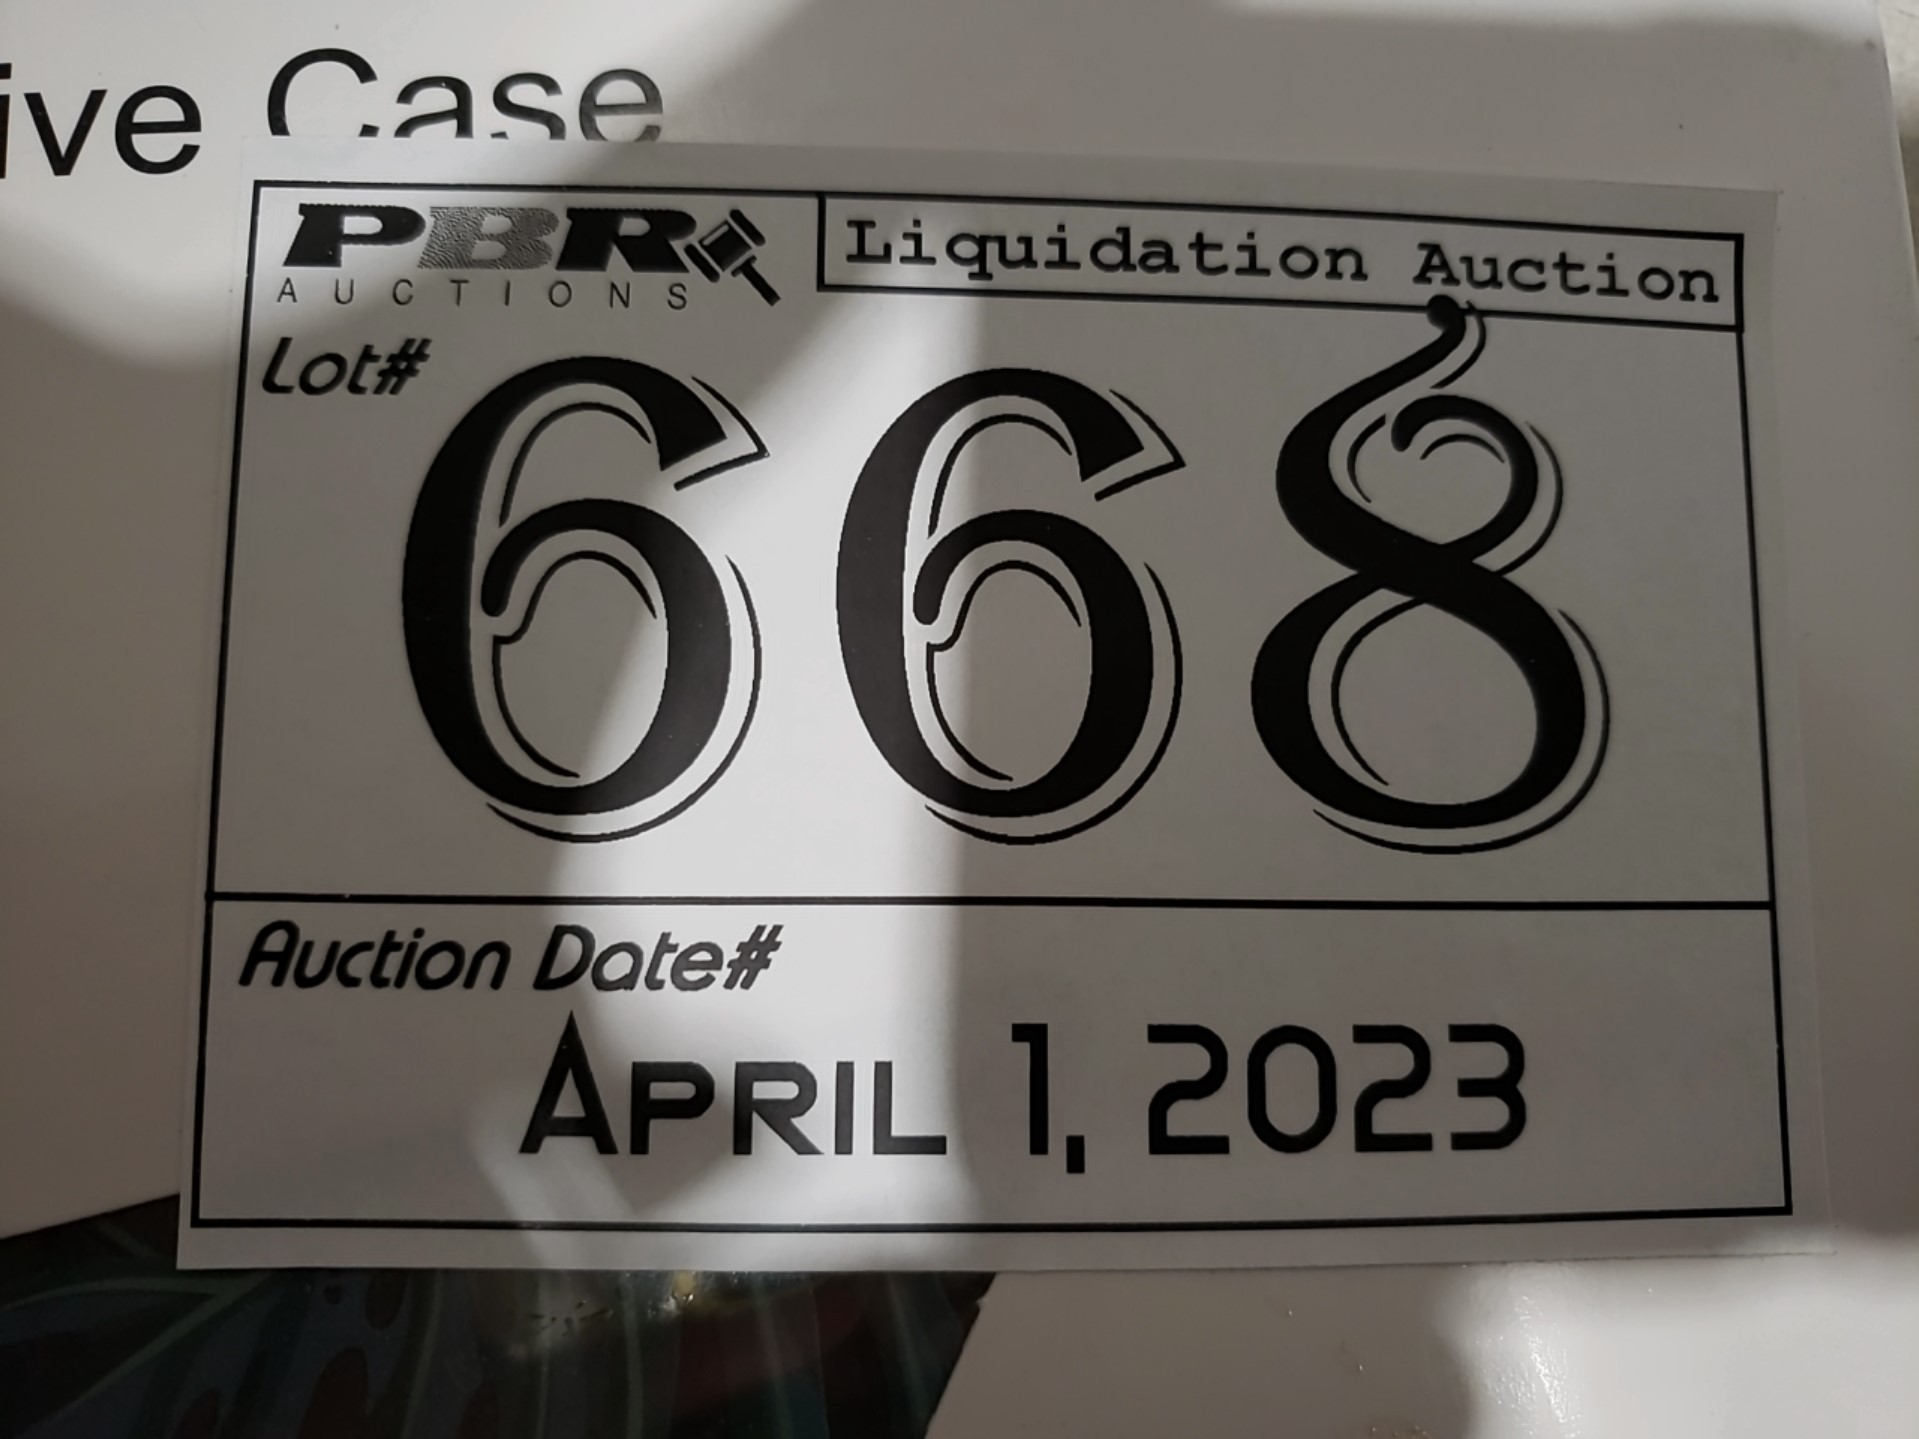 ive Case
PBR
AUCTIONS
Liquidation Auction
Lot#
668
Auction Date#
APRIL 1, 2023